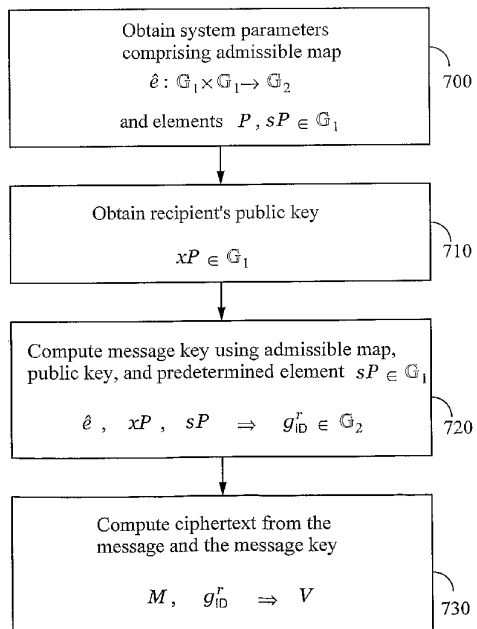 Obtain system parameters
comprising admissible map
ê : 𝔾₁×𝔾₁→ 𝔾₂
and elements P , sP ∈ 𝔾₁
700
Obtain recipient's public key
xP ∈ 𝔾₁
710
Compute message key using admissible map,
public key, and predetermined element sP ∈ 𝔾₁
ê , xP , sP ⇒ g_ID^r ∈ 𝔾₂
720
Compute ciphertext from the
message and the message key
M , g_ID^r ⇒ V
730